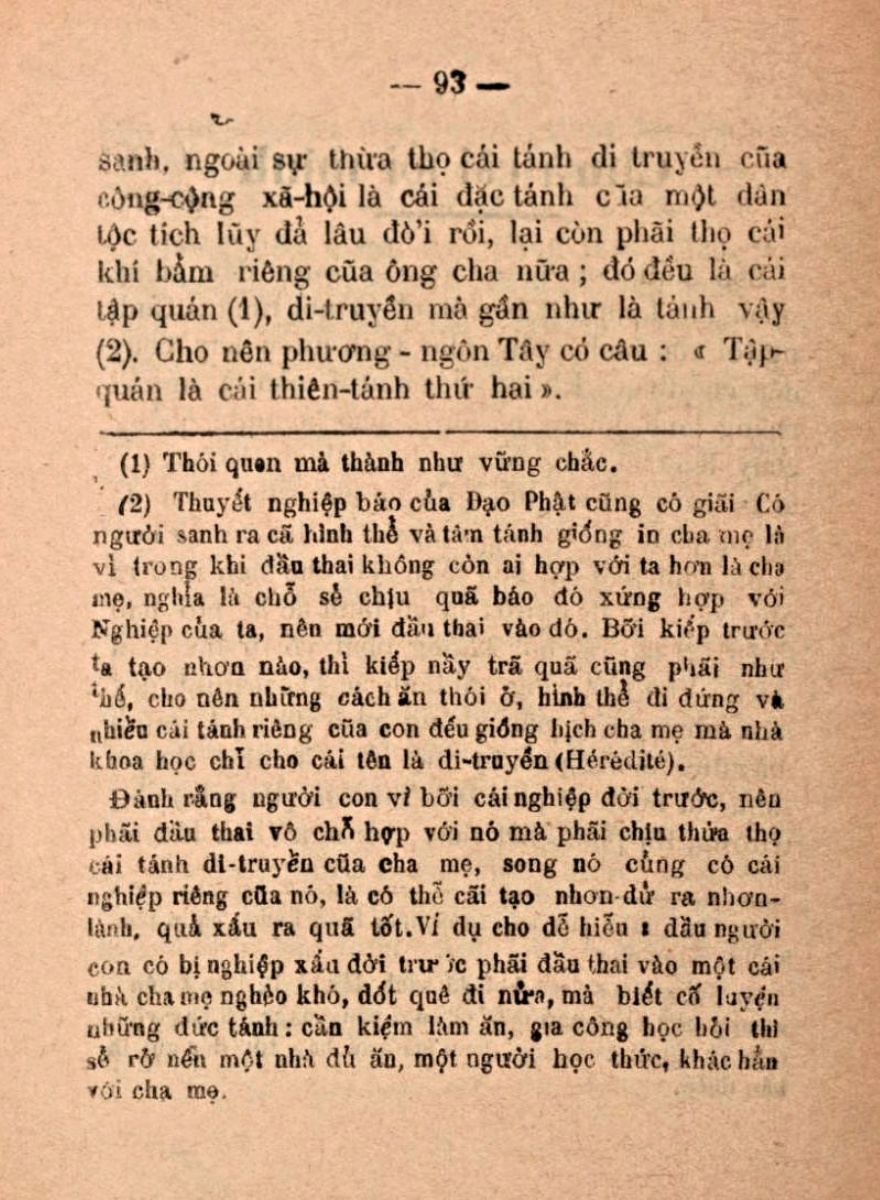 — 93 —
sanh, ngoài sự thừa thọ cái tánh di truyền của
công-cộng xã-hội là cái đặc tánh của một dân
tộc tích lũy đã lâu đời rồi, lại còn phãi thọ cái
khí bẩm riêng cũa ông cha nữa ; đó đều là cái
tập quán (1), di-truyền mà gần như là tánh vậy
(2). Cho nên phương - ngôn Tây có câu : « Tập-
quán là cái thiên-tánh thứ hai ».
(1) Thói quen mà thành như vững chắc.
(2) Thuyết nghiệp báo của Đạo Phật cũng có giãi Có
người sanh ra cã hình thể và tâm tánh giống in cha mẹ là
vì trong khi đầu thai không còn ai hợp với ta hơn là cha
mẹ, nghĩa là chỗ sẽ chịu quã báo đó xứng hợp với
Nghiệp của ta, nên mới đầu thai vào đó. Bỡi kiếp trước
ta tạo nhơn nào, thì kiếp nầy trã quã cũng phãi như
thế, cho nên những cách ăn thói ở, hình thể đi đứng và
nhiều cái tánh riêng cũa con đều giống hịch cha mẹ mà nhà
khoa học chỉ cho cái tên là di-truyền (Hérédité).
Đành rằng người con vì bỡi cái nghiệp đời trước, nên
phãi đầu thai vô chỗ hợp với nó mà phãi chịu thừa thọ
cái tánh di-truyền cũa cha mẹ, song nó cũng có cái
nghiệp riêng cũa nó, là có thể cãi tạo nhơn-dử ra nhơn-
lành, quả xấu ra quã tốt. Ví dụ cho dễ hiểu : dầu người
con có bị nghiệp xấu đời trước phãi đầu thai vào một cái
nhà cha mẹ nghèo khó, dốt quê đi nữa, mà biết cố luyện
những đức tánh : cần kiệm làm ăn, gia công học hỏi thì
sẽ rở nên một nhà đủ ăn, một người học thức, khác hẳn
với cha mẹ.